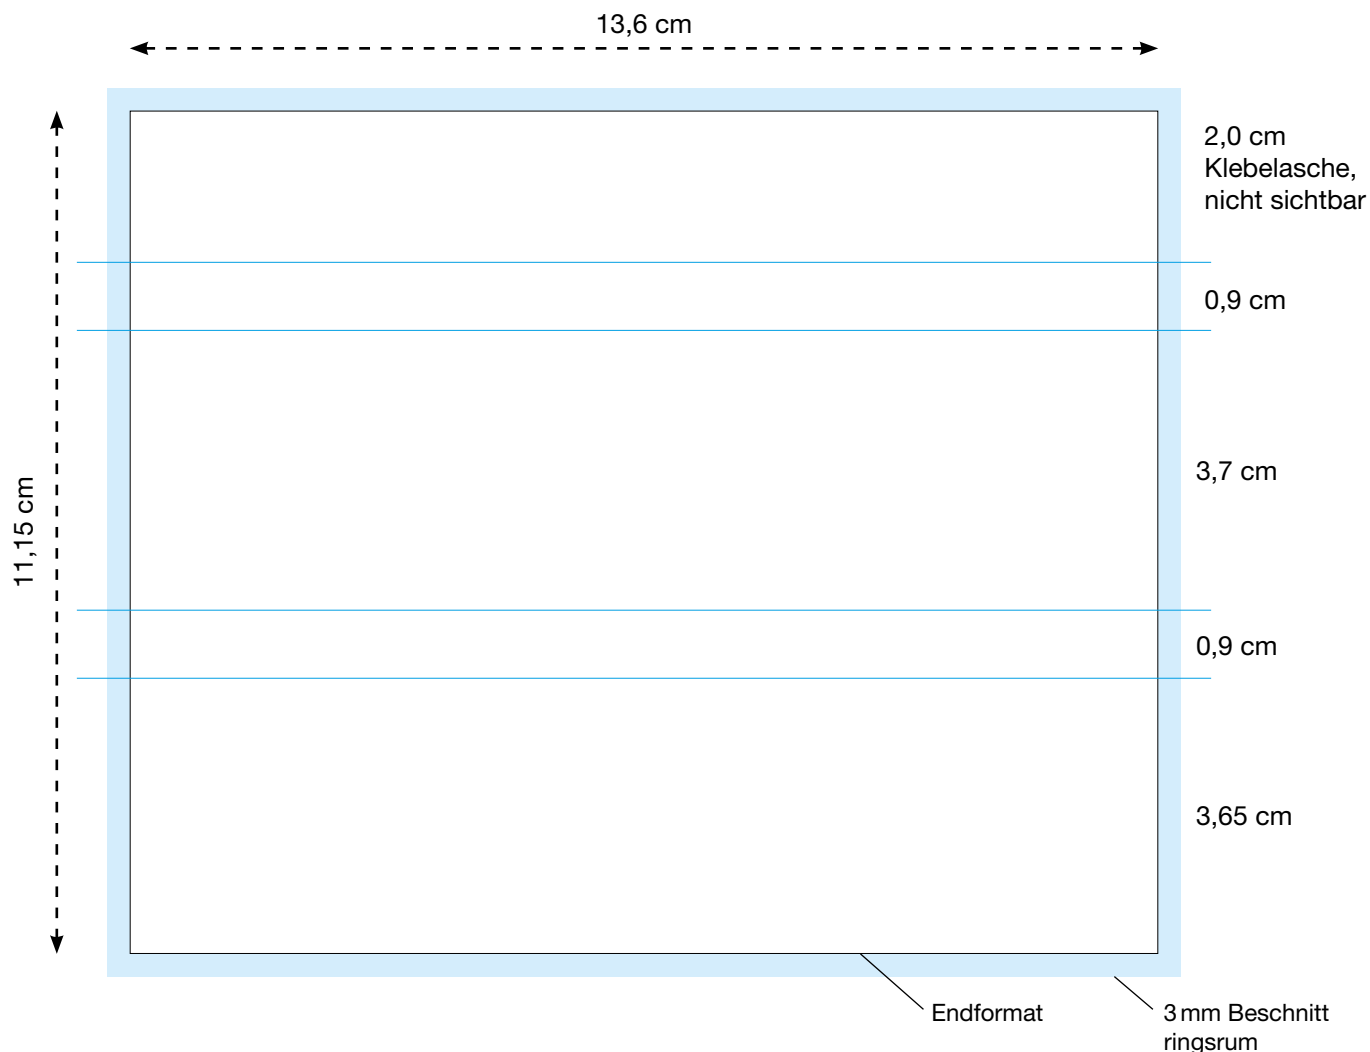 13,6 cm
2,0 cm
Klebelasche,
nicht sichtbar
0,9 cm
3,7 cm
11,15 cm
0,9 cm
3,65 cm
Endformat
3 mm Beschnitt
ringsrum